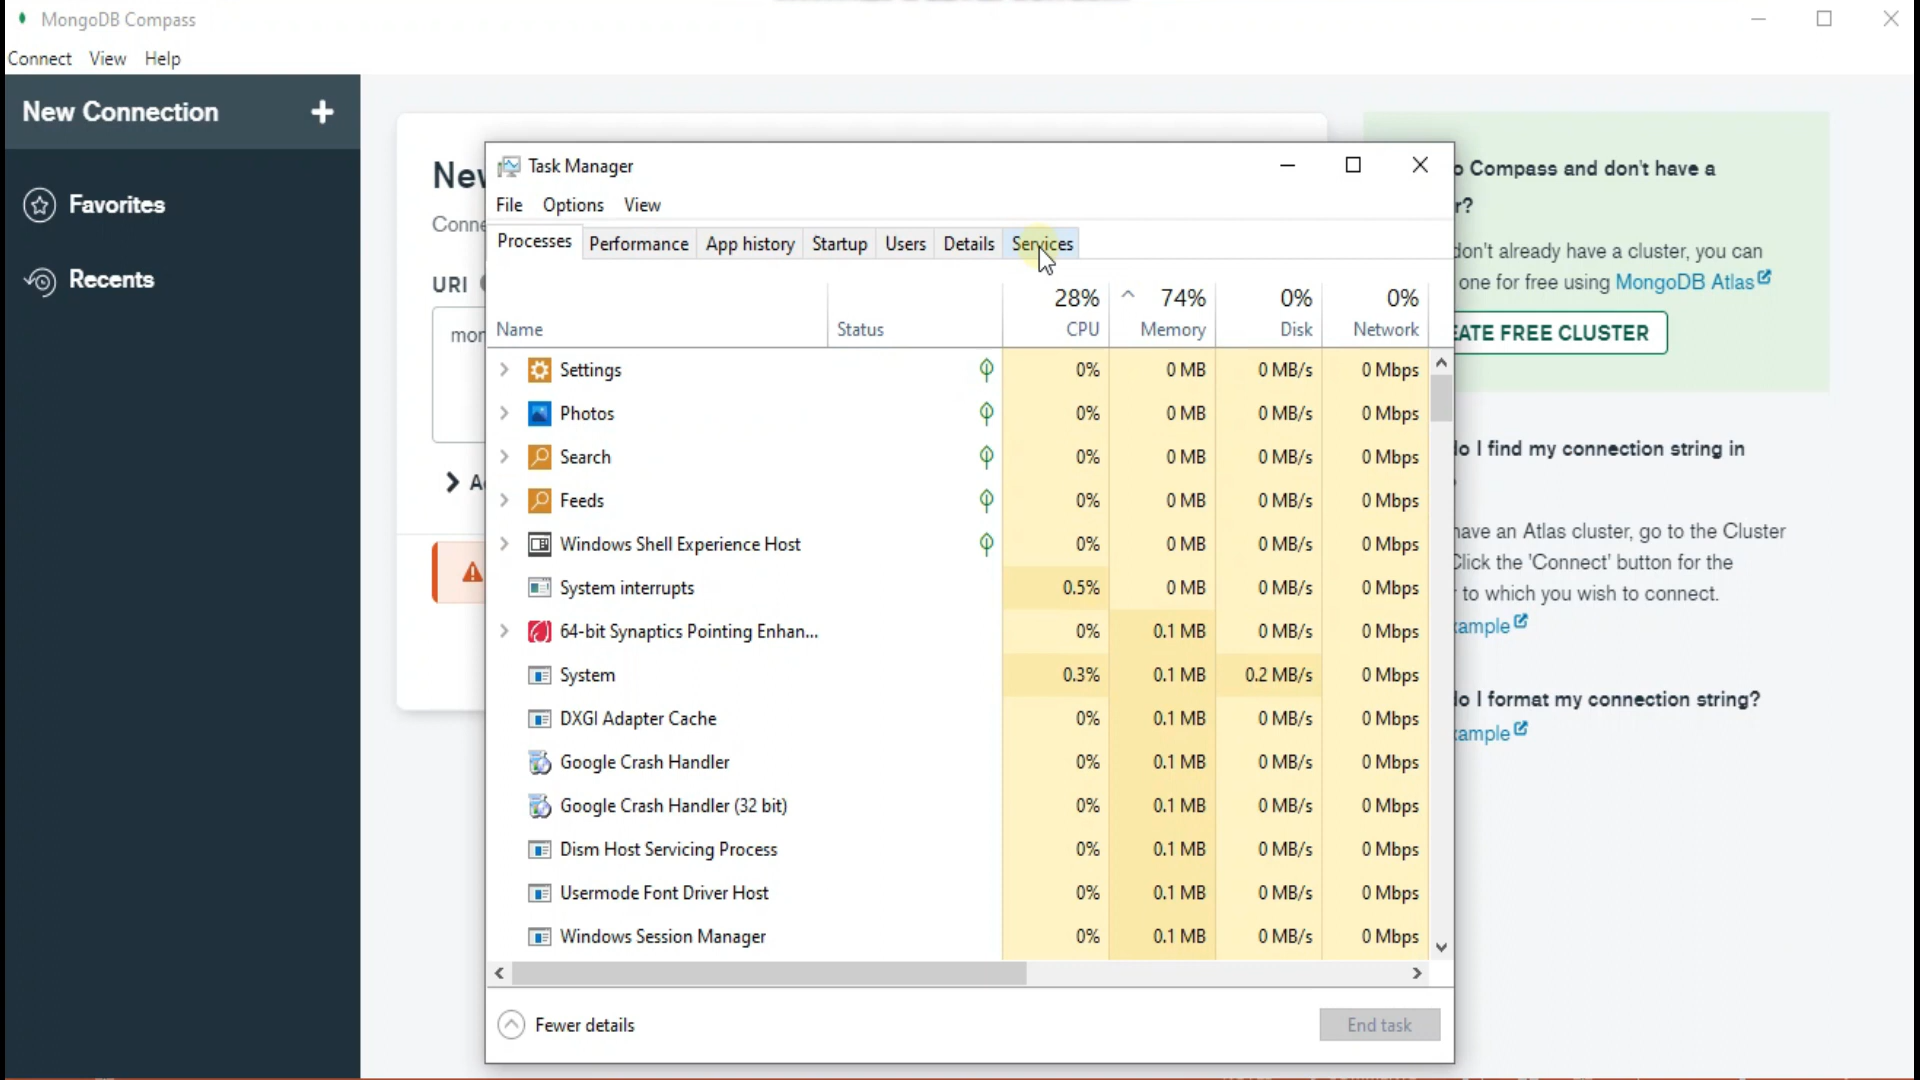 MongoDB Compass
Connect View Help
New Connection
Favorites
Recents
New
Conne
URI
mon
Task Manager
File Options View
Processes Performance App history Startup Users Details Services
28% 74% 0% 0%
Name Status CPU Memory Disk Network
Settings 0% 0 MB 0 MB/s 0 Mbps
Photos 0% 0 MB 0 MB/s 0 Mbps
Search 0% 0 MB 0 MB/s 0 Mbps
Feeds 0% 0 MB 0 MB/s 0 Mbps
Windows Shell Experience Host 0% 0 MB 0 MB/s 0 Mbps
System interrupts 0.5% 0 MB 0 MB/s 0 Mbps
64-bit Synaptics Pointing Enhan... 0% 0.1 MB 0 MB/s 0 Mbps
System 0.3% 0.1 MB 0.2 MB/s 0 Mbps
DXGI Adapter Cache 0% 0.1 MB 0 MB/s 0 Mbps
Google Crash Handler 0% 0.1 MB 0 MB/s 0 Mbps
Google Crash Handler (32 bit) 0% 0.1 MB 0 MB/s 0 Mbps
Dism Host Servicing Process 0% 0.1 MB 0 MB/s 0 Mbps
Usermode Font Driver Host 0% 0.1 MB 0 MB/s 0 Mbps
Windows Session Manager 0% 0.1 MB 0 MB/s 0 Mbps
Fewer details End task
o Compass and don't have a
r?
don't already have a cluster, you can
one for free using MongoDB Atlas
ATE FREE CLUSTER
o I find my connection string in
have an Atlas cluster, go to the Cluster
Click the 'Connect' button for the
to which you wish to connect.
ample
o I format my connection string?
ample